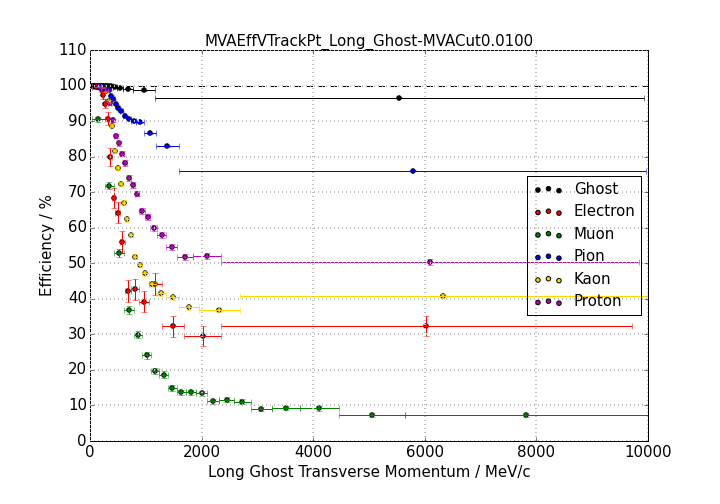 MVAEffVTrackPt_Long_Ghost-MVACut0.0100
110
100
90
80
70
60
50
40
30
20
10
0
Efficiency / %
Ghost
Electron
Muon
Pion
Kaon
Proton
0 2000 4000 6000 8000 10000
Long Ghost Transverse Momentum / MeV/c